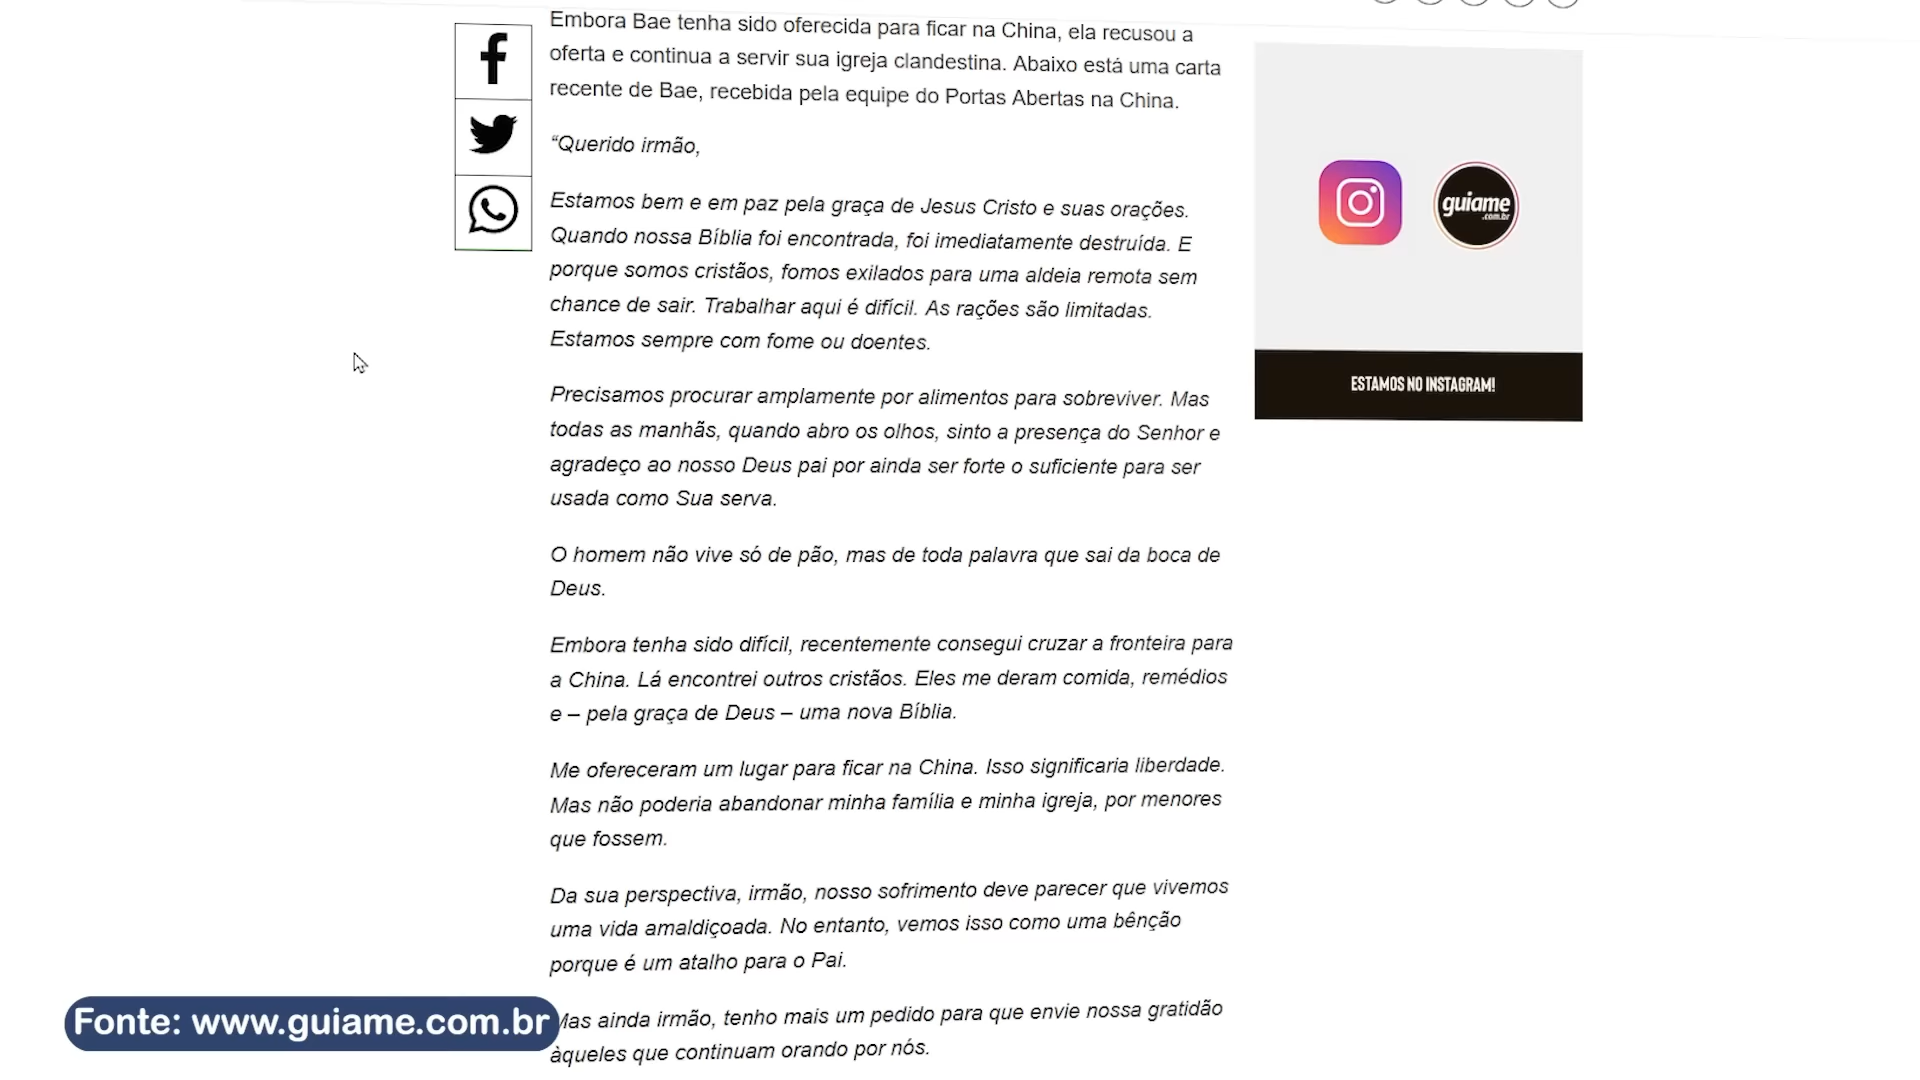 Embora Bae tenha sido oferecida para ficar na China, ela recusou a
oferta e continua a servir sua igreja clandestina. Abaixo está uma carta
recente de Bae, recebida pela equipe do Portas Abertas na China.
“Querido irmão,
Estamos bem e em paz pela graça de Jesus Cristo e suas orações.
Quando nossa Bíblia foi encontrada, foi imediatamente destruída. E
porque somos cristãos, fomos exilados para uma aldeia remota sem
chance de sair. Trabalhar aqui é difícil. As rações são limitadas.
Estamos sempre com fome ou doentes.
Precisamos procurar amplamente por alimentos para sobreviver. Mas
todas as manhãs, quando abro os olhos, sinto a presença do Senhor e
agradeço ao nosso Deus pai por ainda ser forte o suficiente para ser
usada como Sua serva.
O homem não vive só de pão, mas de toda palavra que sai da boca de
Deus.
Embora tenha sido difícil, recentemente consegui cruzar a fronteira para
a China. Lá encontrei outros cristãos. Eles me deram comida, remédios
e – pela graça de Deus – uma nova Bíblia.
Me ofereceram um lugar para ficar na China. Isso significaria liberdade.
Mas não poderia abandonar minha família e minha igreja, por menores
que fossem.
Da sua perspectiva, irmão, nosso sofrimento deve parecer que vivemos
uma vida amaldiçoada. No entanto, vemos isso como uma bênção
porque é um atalho para o Pai.
Mas ainda irmão, tenho mais um pedido para que envie nossa gratidão
àqueles que continuam orando por nós.
guiame
.com.br
ESTAMOS NO INSTAGRAM!
Fonte: www.guiame.com.br